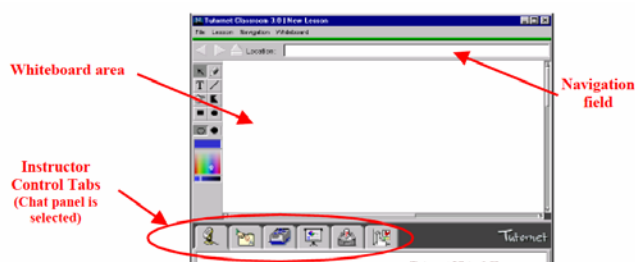 Tutornet Classroom 3.0 | New Lesson
File Lesson Navigation Whiteboard
Location:
Whiteboard area
Navigation
field
T
Instructor
Control Tabs
(Chat panel is
selected)
Tutornet